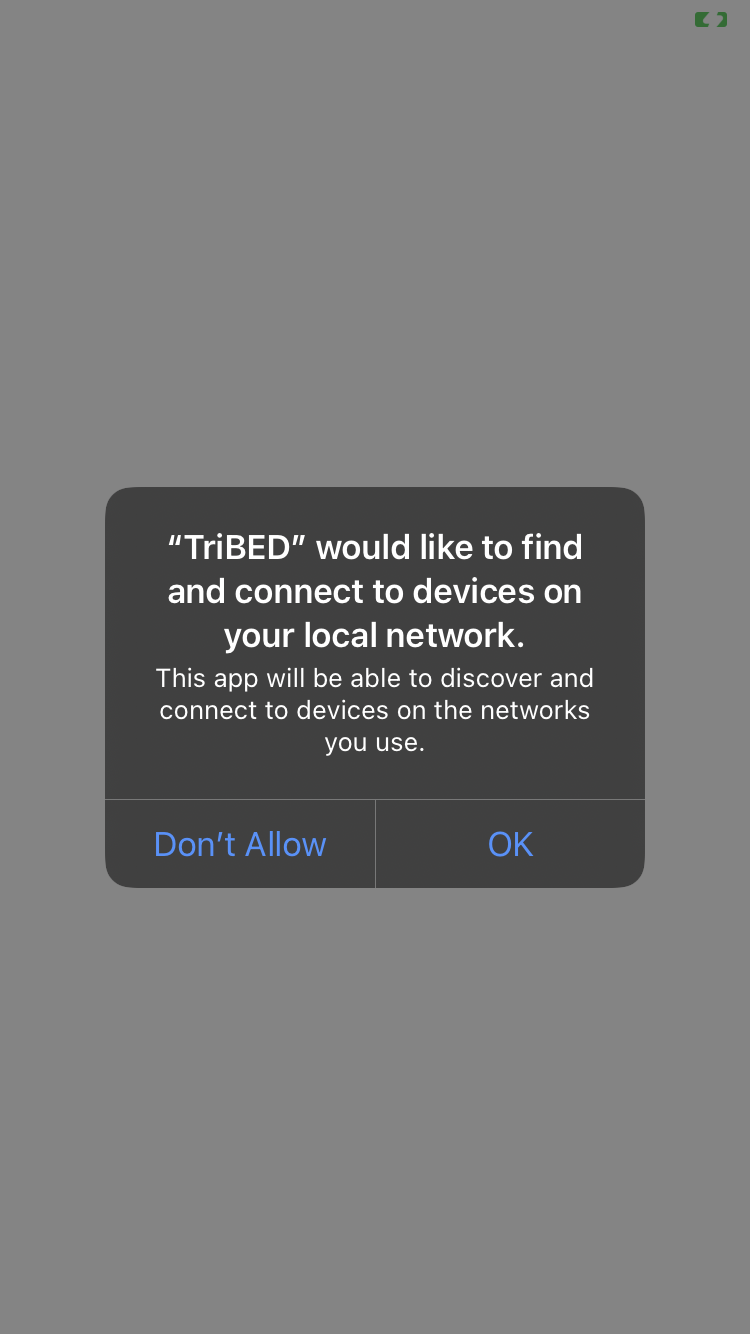 “TriBED” would like to find
and connect to devices on
your local network.
This app will be able to discover and
connect to devices on the networks
you use.
Don’t Allow
OK